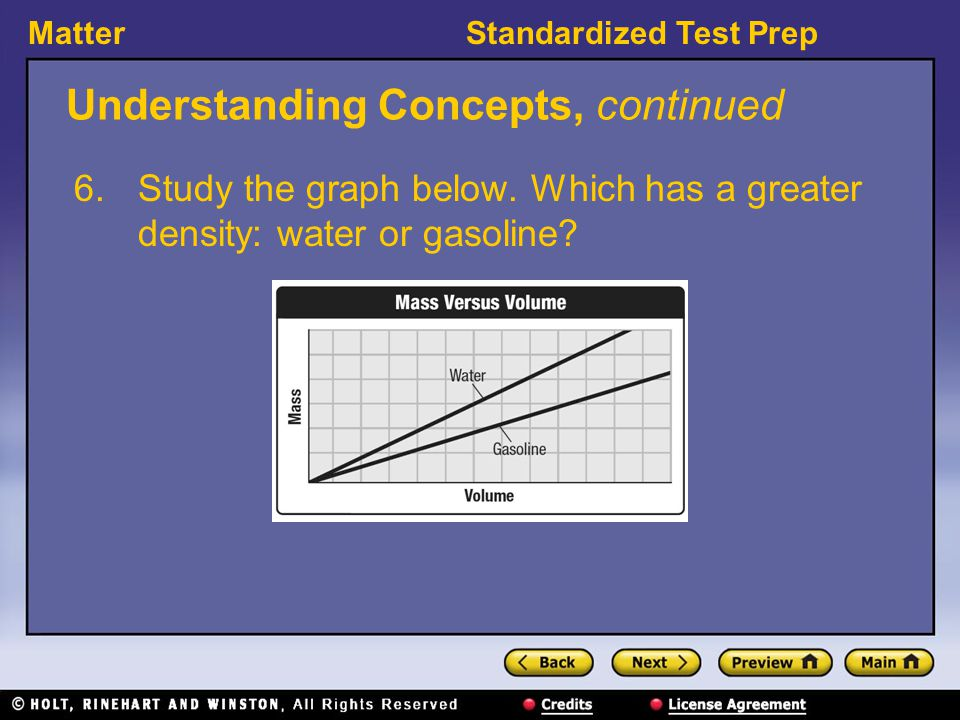 Matter
Standardized Test Prep
Understanding Concepts, continued
6. Study the graph below. Which has a greater
density: water or gasoline?
Mass Versus Volume
Mass
Water
Gasoline
Volume
Back
Next
Preview
Main
© HOLT, RINEHART AND WINSTON, All Rights Reserved
Credits
License Agreement